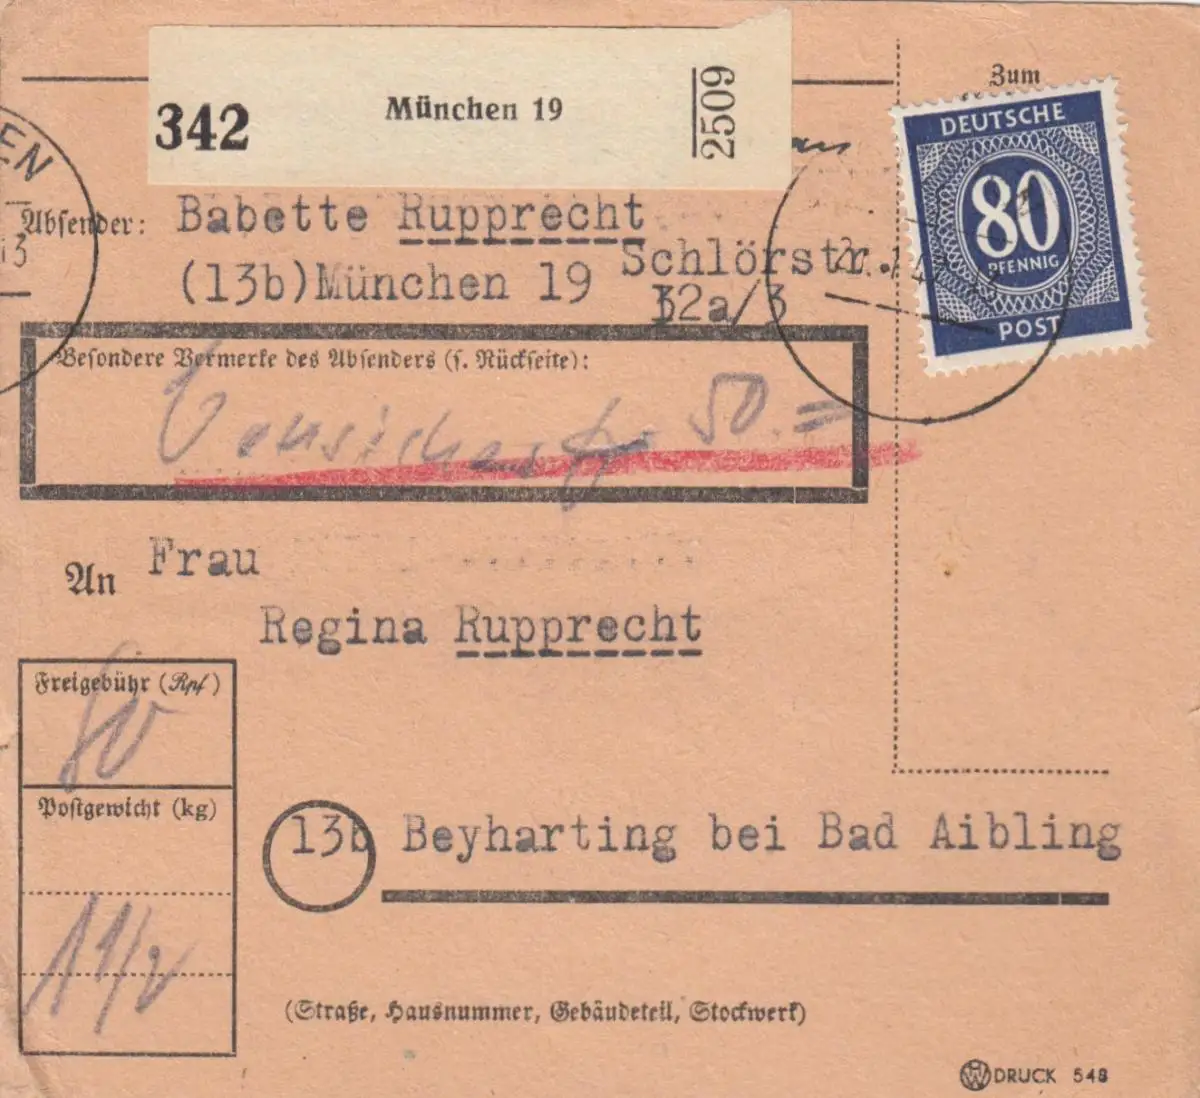 Zum
342
München 19
2509
DEUTSCHE
80
PFENNIG
POST
EN
13
Absender: Babette Rupprecht
Schlörstr.
(13b)München 19
12a/3
Besondere Vermerke des Absenders (s. Rückseite):
50.=
An
Frau
Regina Rupprecht
Freigebühr (Rpf)
80
Postgewicht (kg)
11/2
13b Beyharting bei Bad Aibling
(Straße, Hausnummer, Gebäudeteil, Stockwerk)
DRUCK 548